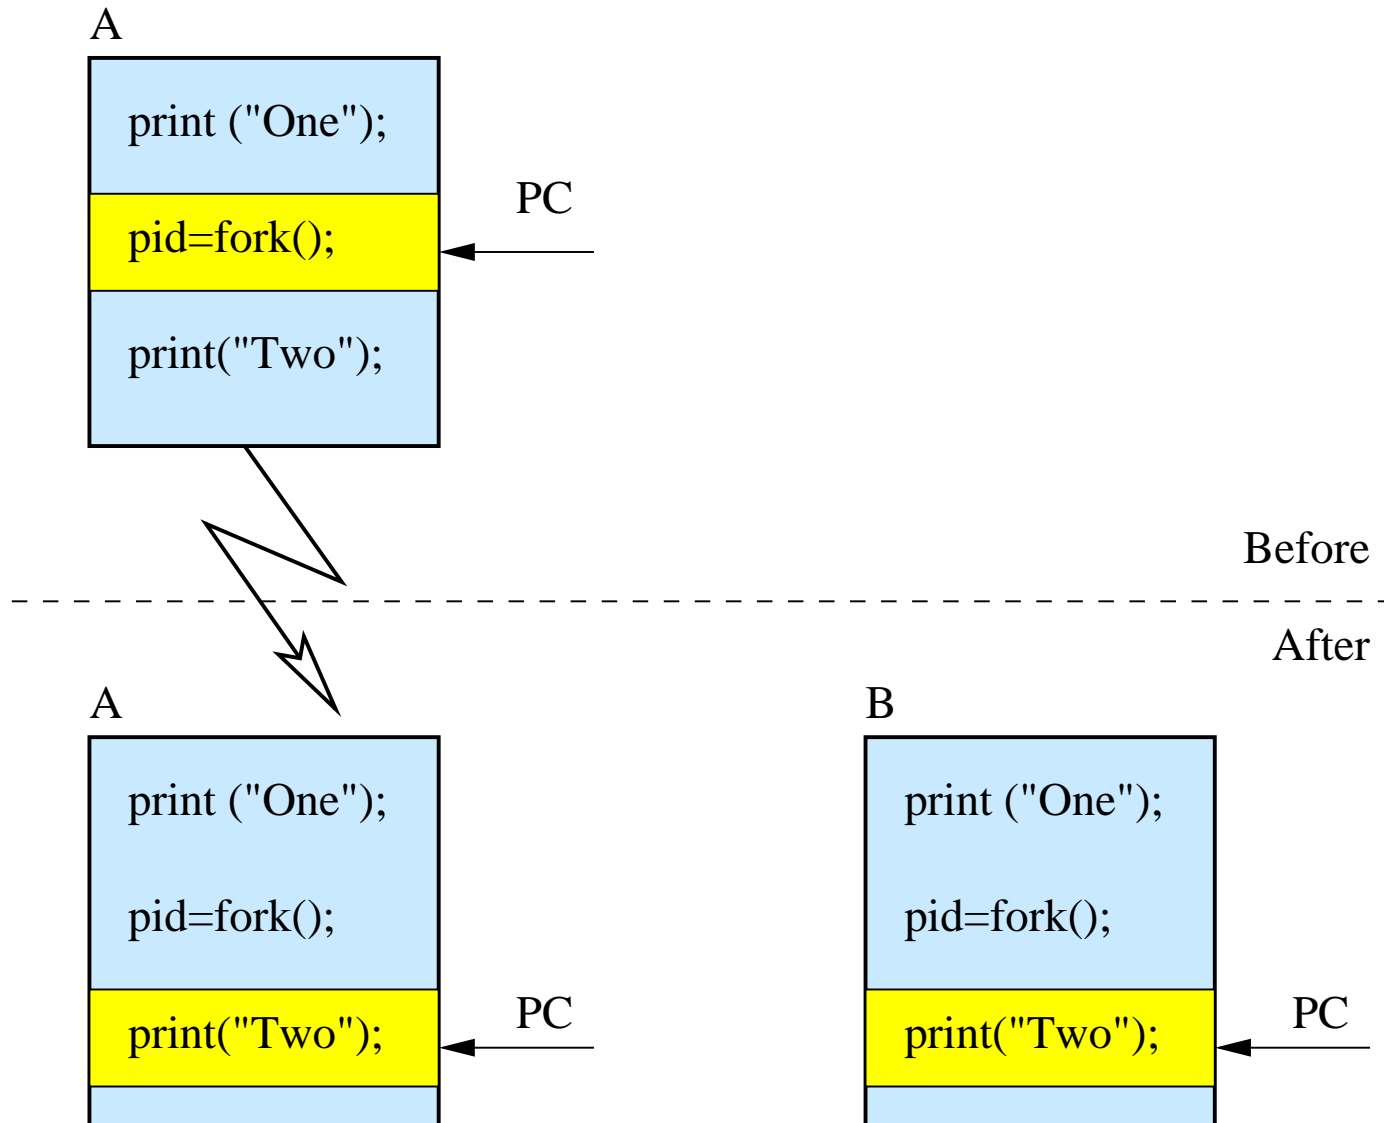 A
print ("One");
PC
pid=fork();
print("Two");
Before
After
A
B
print ("One");
print ("One");
pid=fork();
pid=fork();
print("Two");
PC
print("Two");
PC